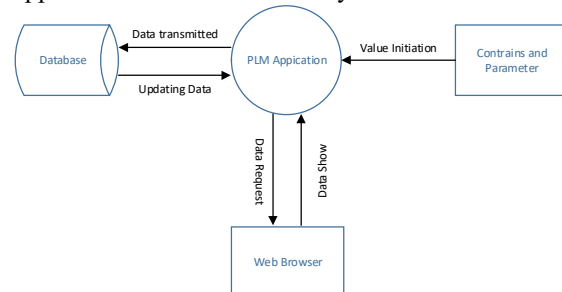 Data transmitted
Database
PLM Appication
Value Initiation
Contrains and
Parameter
Updating Data
Data Request
Data Show
Web Browser